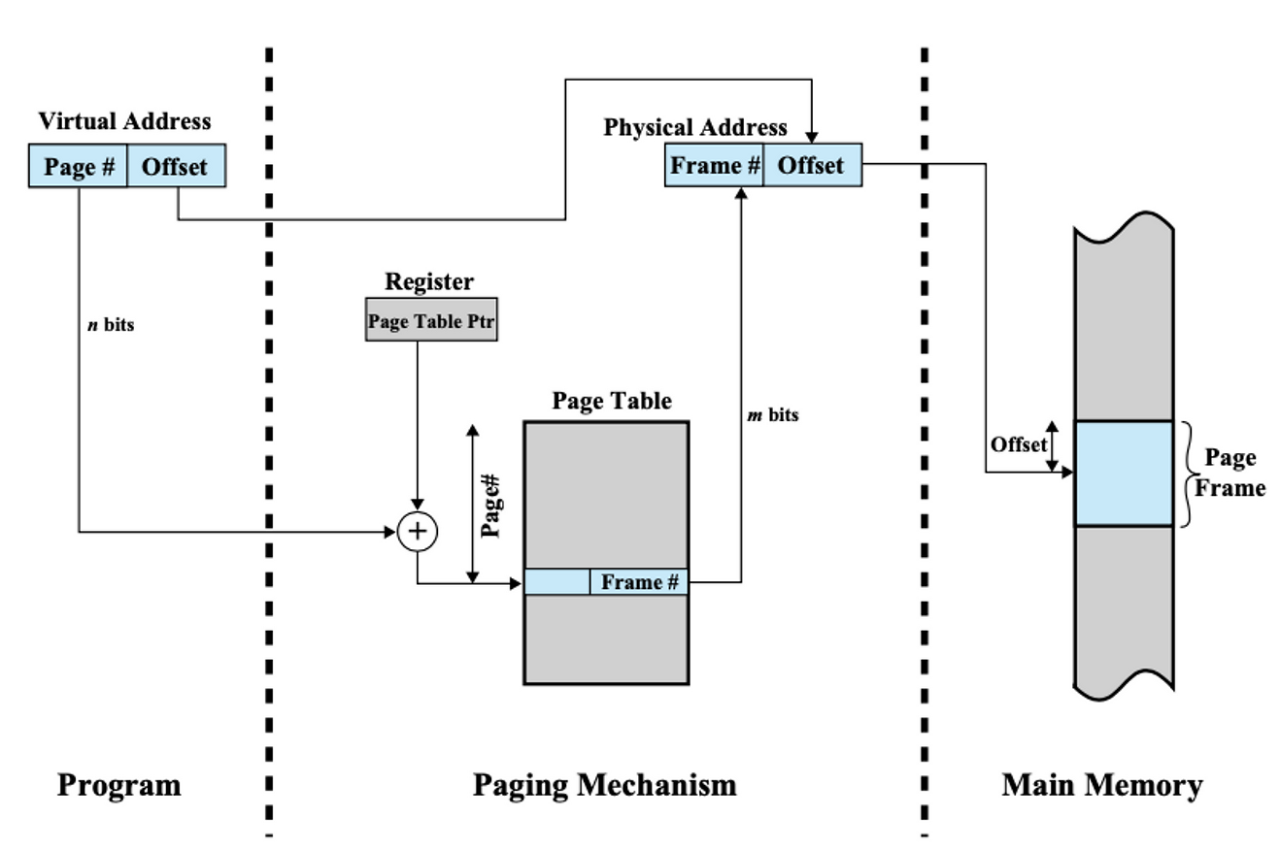 Virtual Address
Page # Offset
Physical Address
Frame # Offset
n bits
Register
Page Table Ptr
Page Table
m bits
Page#
+
Frame #
Offset
Page
Frame
Program
Paging Mechanism
Main Memory